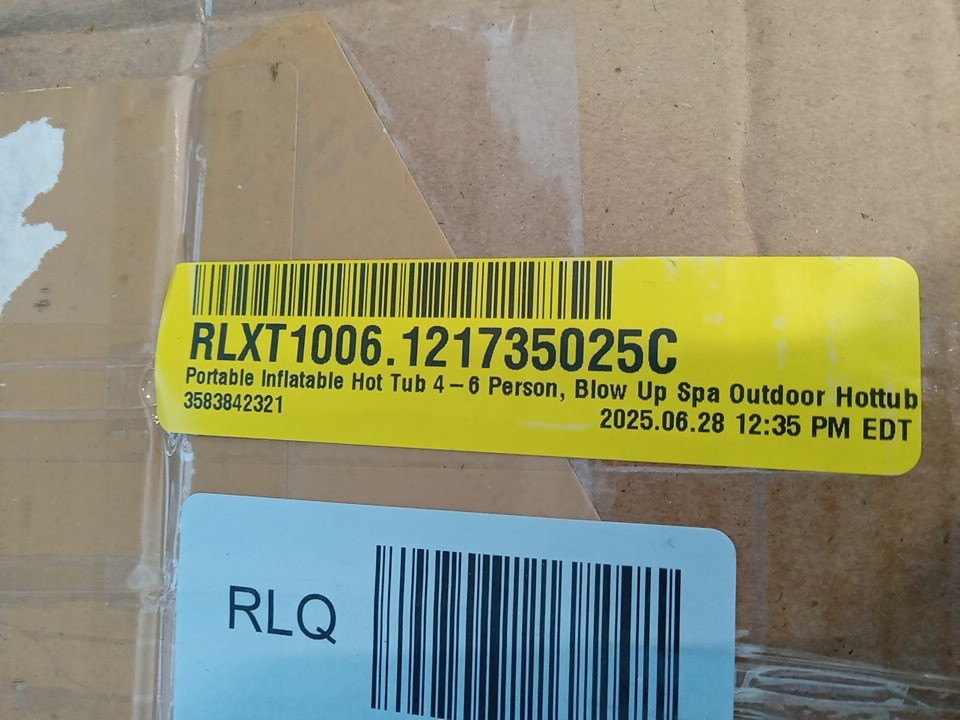 RLXT1006.121735025C
Portable Inflatable Hot Tub 4-6 Person, Blow Up Spa Outdoor Hottub
3583842321
2025.06.28 12:35 PM EDT
RLQ